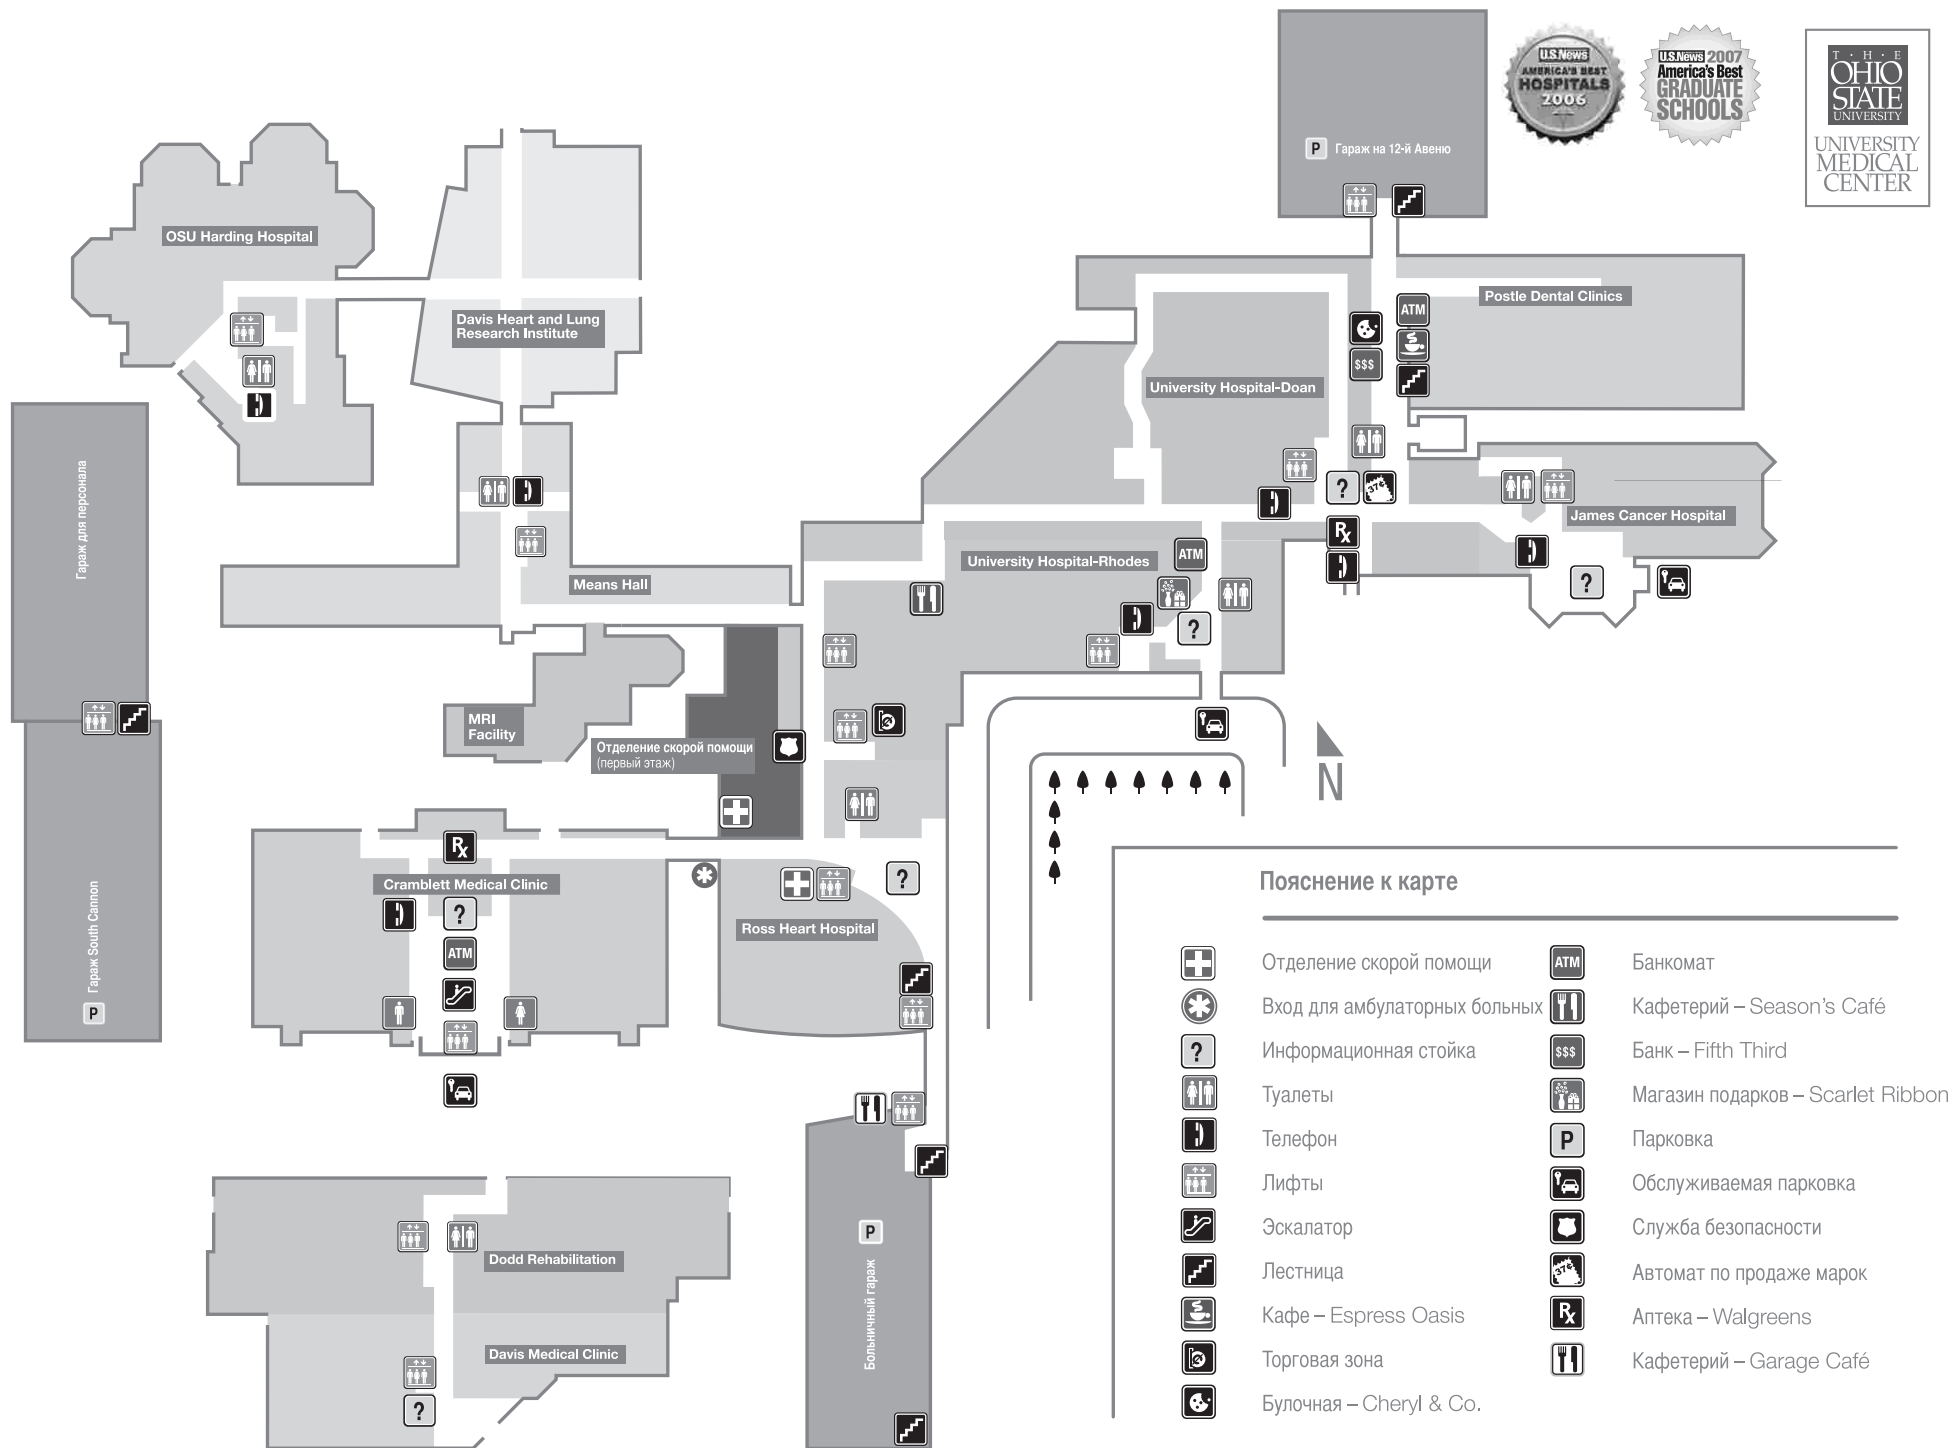 U.S.News
AMERICA'S BEST
HOSPITALS
2006
U.S.News 2007
America's Best
GRADUATE
SCHOOLS
T · H · E
OHIO
STATE
UNIVERSITY
UNIVERSITY
MEDICAL
CENTER
P Гараж на 12-й Авеню
OSU Harding Hospital
Davis Heart and Lung
Research Institute
Postle Dental Clinics
ATM
$$$
University Hospital-Doan
? 37¢
James Cancer Hospital
Rx
?
University Hospital-Rhodes
ATM
?
Means Hall
Гараж для персонала
MRI
Facility
Отделение скорой помощи
(первый этаж)
N
Rx
Cramblett Medical Clinic
?
ATM
?
Ross Heart Hospital
Гараж South Cannon
P
Dodd Rehabilitation
Davis Medical Clinic
?
P
Больничный гараж
Пояснение к карте
Отделение скорой помощи
Вход для амбулаторных больных
? Информационная стойка
Туалеты
Телефон
Лифты
Эскалатор
Лестница
Кафе – Espress Oasis
Торговая зона
Булочная – Cheryl & Co.
ATM Банкомат
Кафетерий – Season's Café
$$$ Банк – Fifth Third
Магазин подарков – Scarlet Ribbon
P Парковка
Обслуживаемая парковка
Служба безопасности
37¢ Автомат по продаже марок
Rx Аптека – Walgreens
Кафетерий – Garage Café